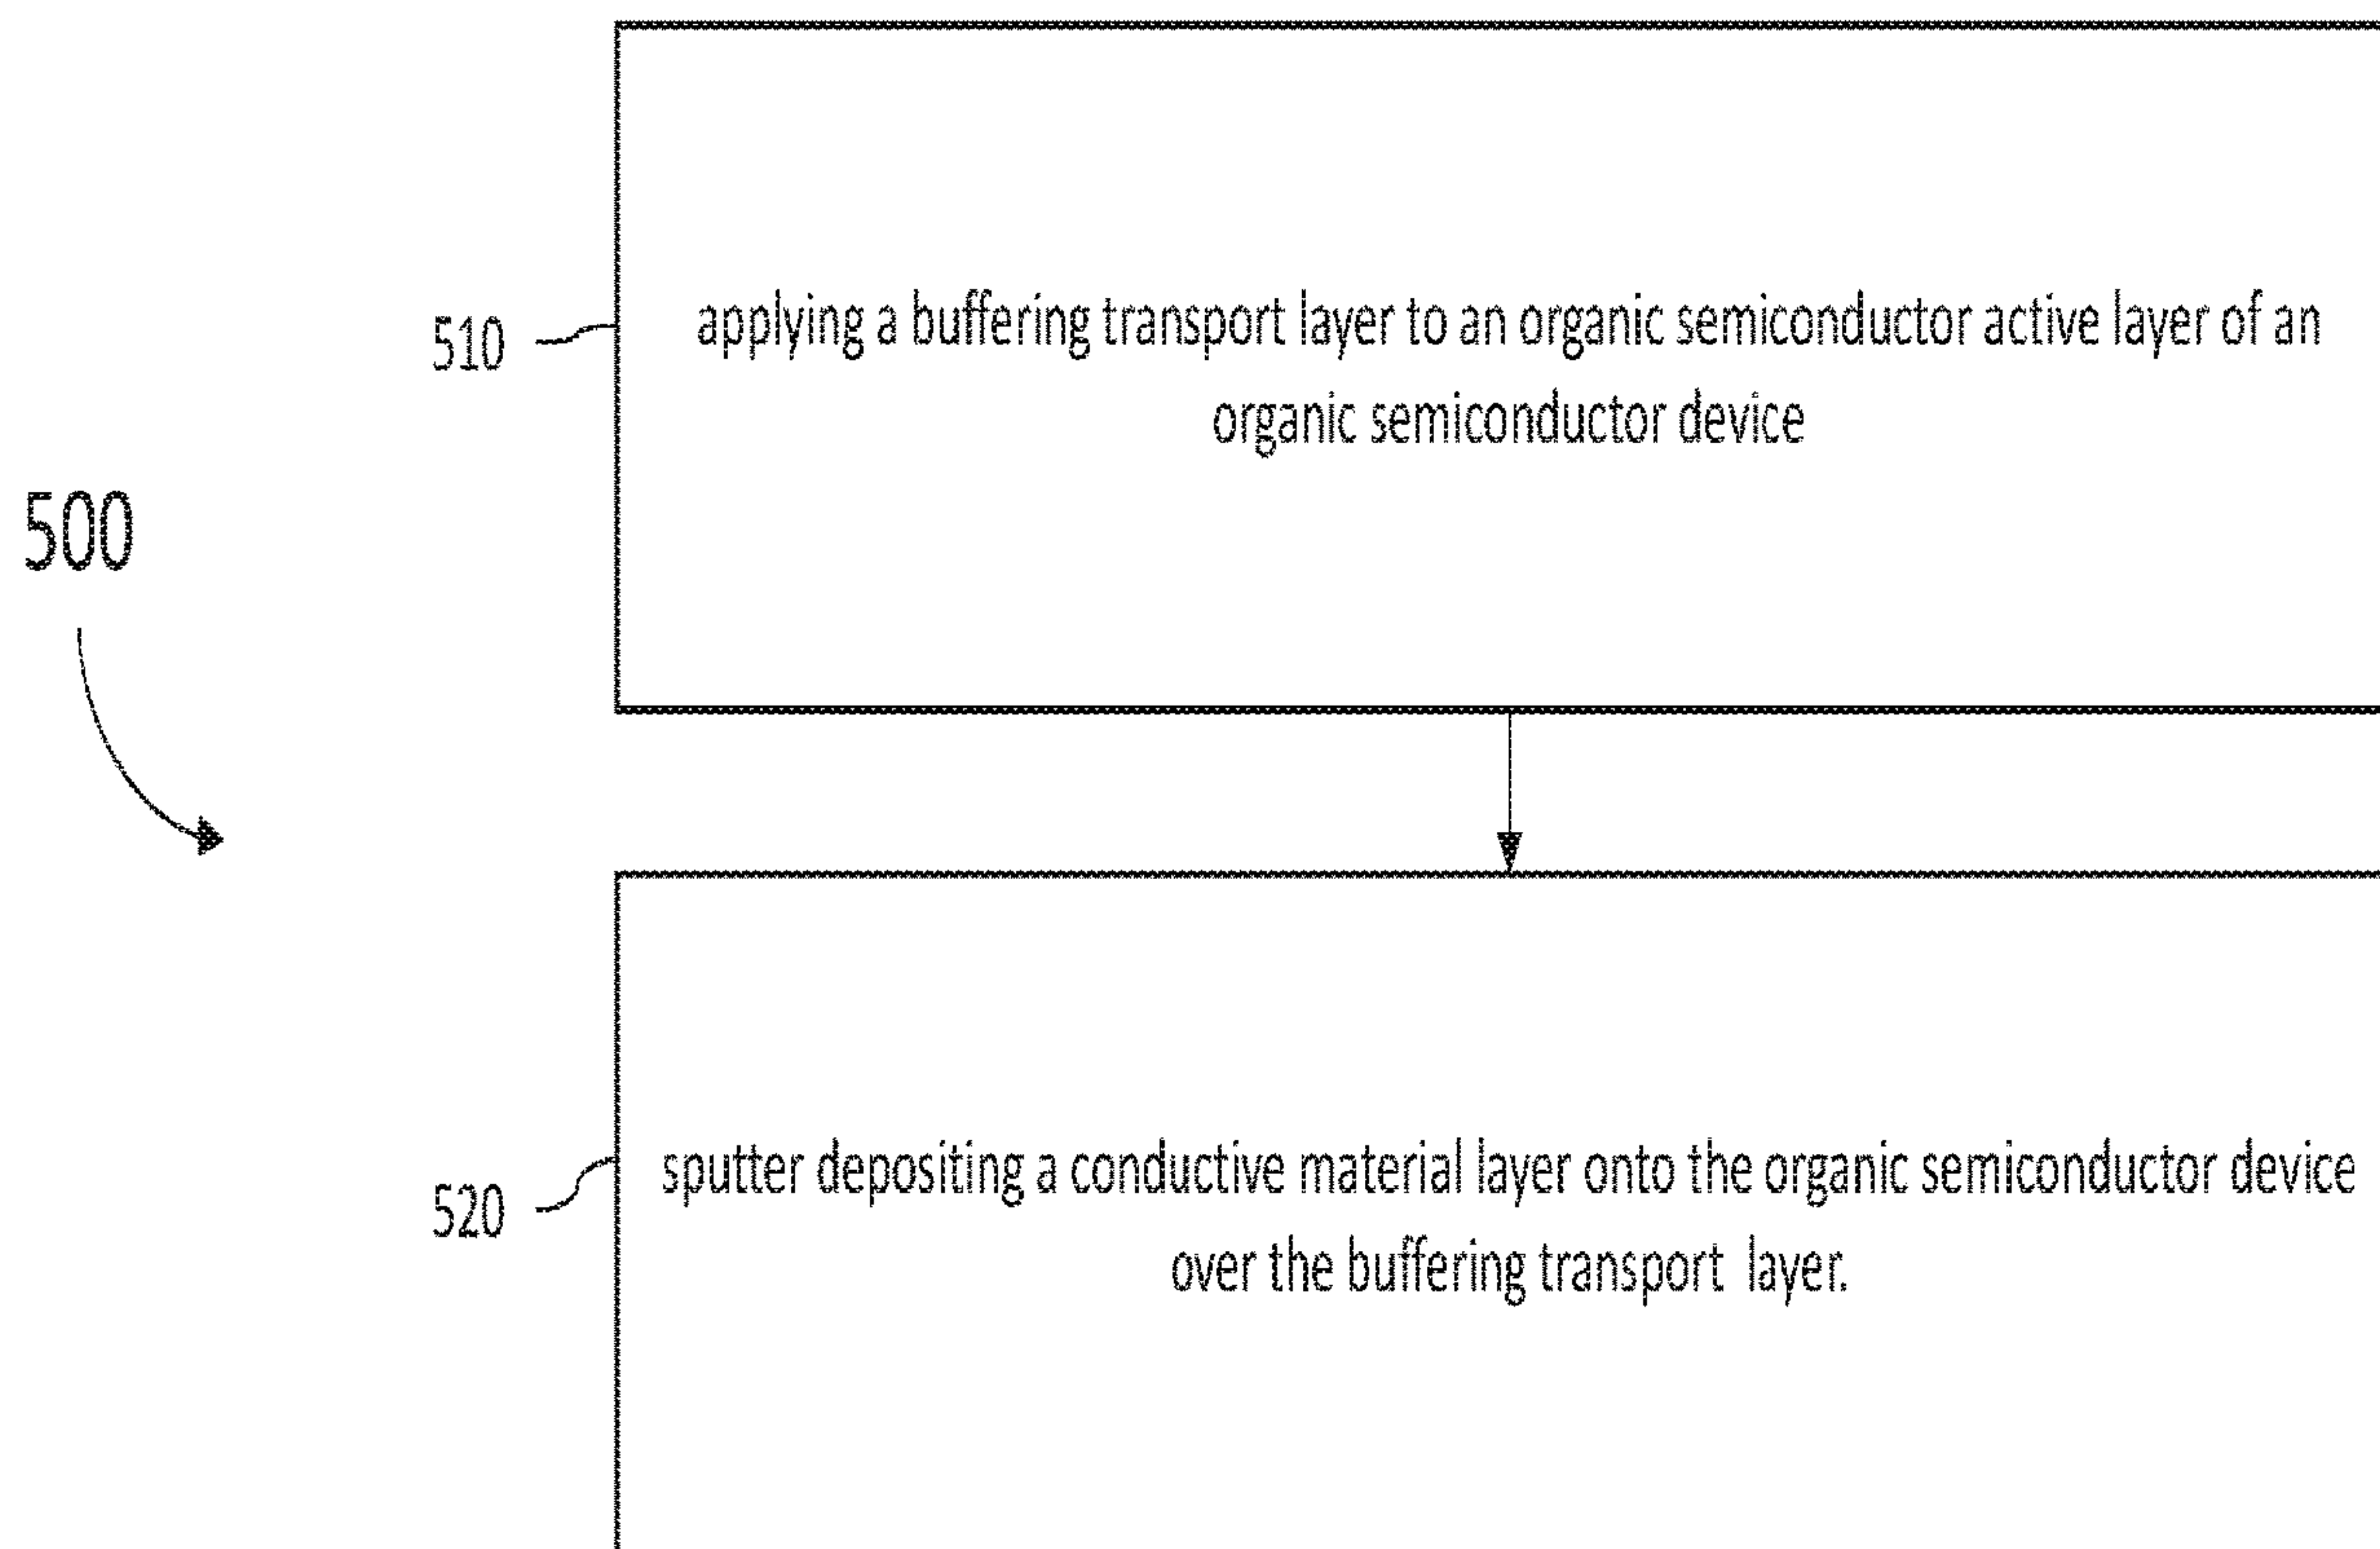 510
applying a buffering transport layer to an organic semiconductor active layer of an
organic semiconductor device
500
520
sputter depositing a conductive material layer onto the organic semiconductor device
over the buffering transport layer.